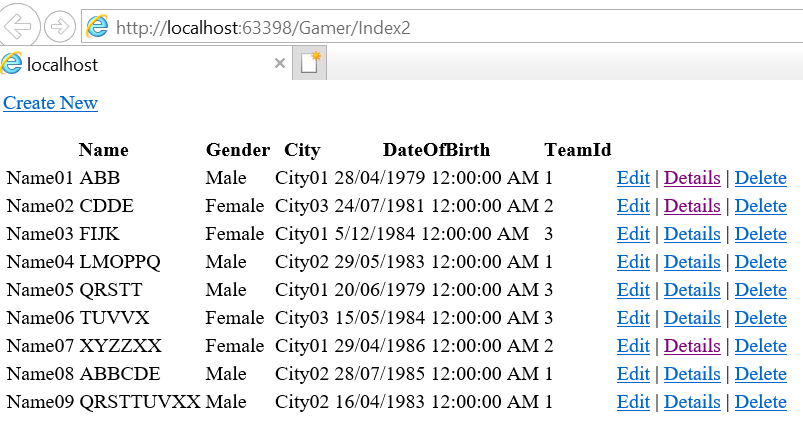 http://localhost:63398/Gamer/Index2
localhost
Create New
Name Gender City DateOfBirth TeamId
Name01 ABB Male City01 28/04/1979 12:00:00 AM 1 Edit | Details | Delete
Name02 CDDE Female City03 24/07/1981 12:00:00 AM 2 Edit | Details | Delete
Name03 FIJK Female City01 5/12/1984 12:00:00 AM 3 Edit | Details | Delete
Name04 LMOPPQ Male City02 29/05/1983 12:00:00 AM 1 Edit | Details | Delete
Name05 QRSTT Male City01 20/06/1979 12:00:00 AM 3 Edit | Details | Delete
Name06 TUVVX Female City03 15/05/1984 12:00:00 AM 3 Edit | Details | Delete
Name07 XYZZXX Female City01 29/04/1986 12:00:00 AM 2 Edit | Details | Delete
Name08 ABBCDE Male City02 28/07/1985 12:00:00 AM 1 Edit | Details | Delete
Name09 QRSTTUVXX Male City02 16/04/1983 12:00:00 AM 1 Edit | Details | Delete